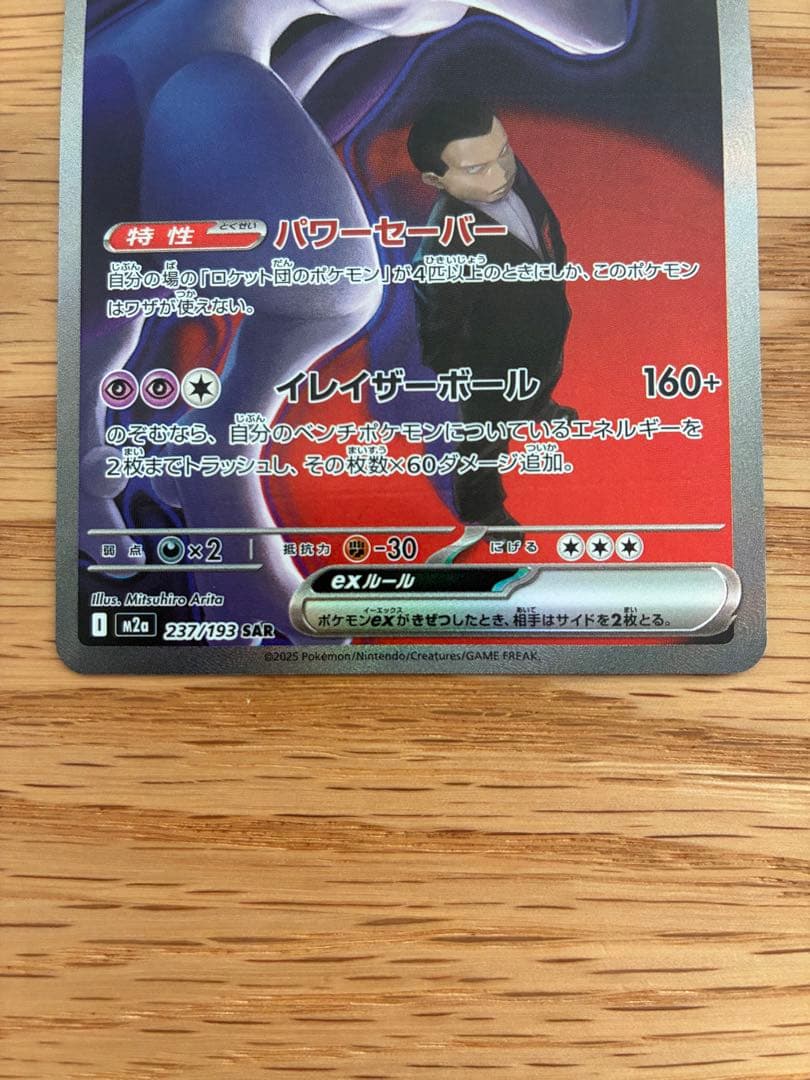 特性 とくせい パワーセーバー
自分の場の「ロケット団のポケモン」が4匹以上のときにしか、このポケモン
はワザが使えない。
イレイザーボール 160+
のぞむなら、自分のベンチポケモンについているエネルギーを
2枚までトラッシュし、その枚数×60ダメージ追加。
弱点 ×2 抵抗力 -30 にげる
exルール
ポケモンexがきぜつしたとき、相手はサイドを2枚とる。
Illus. Mitsuhiro Arita
I M2a 237/193 SAR
©2025 Pokémon/Nintendo/Creatures/GAME FREAK.